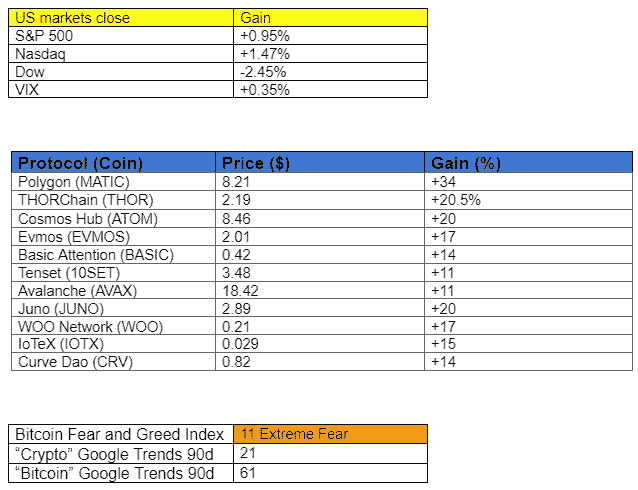 US markets close Gain
S&P 500 +0.95%
Nasdaq +1.47%
Dow -2.45%
VIX +0.35%
Protocol (Coin) Price ($) Gain (%)
Polygon (MATIC) 8.21 +34
THORChain (THOR) 2.19 +20.5%
Cosmos Hub (ATOM) 8.46 +20
Evmos (EVMOS) 2.01 +17
Basic Attention (BASIC) 0.42 +14
Tenset (10SET) 3.48 +11
Avalanche (AVAX) 18.42 +11
Juno (JUNO) 2.89 +20
WOO Network (WOO) 0.21 +17
IoTeX (IOTX) 0.029 +15
Curve Dao (CRV) 0.82 +14
Bitcoin Fear and Greed Index 11 Extreme Fear
“Crypto” Google Trends 90d 21
“Bitcoin” Google Trends 90d 61